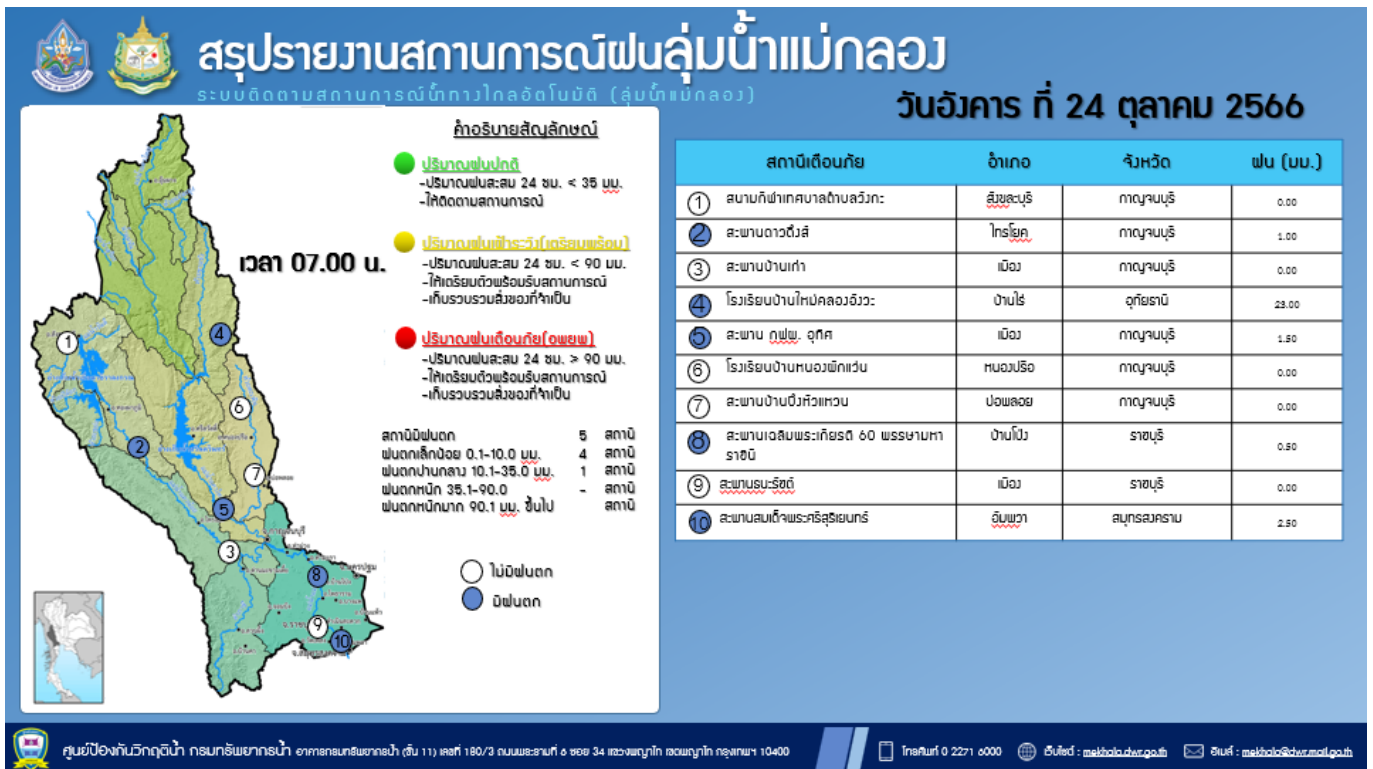 สรุปรายงานสถานการณ์ฝนลุ่มน้ำแม่กลอง
ระบบติดตามสถานการณ์น้ำทางไกลอัตโนมัติ (ลุ่มน้ำแม่กลอง)
วันอังคาร ที่ 24 ตุลาคม 2566
เวลา 07.00 น.
คำอธิบายสัญลักษณ์
ปริมาณฝนปกติ
-ปริมาณฝนสะสม 24 ชม. < 35 มม.
-ให้ติดตามสถานการณ์
ปริมาณฝนเฝ้าระวัง(เตรียมพร้อม)
-ปริมาณฝนสะสม 24 ชม. < 90 มม.
-ให้เตรียมตัวพร้อมรับสถานการณ์
-เก็บรวบรวมสิ่งของที่จำเป็น
ปริมาณฝนเตือนภัย(อพยพ)
-ปริมาณฝนสะสม 24 ชม. > 90 มม.
-ให้เตรียมตัวพร้อมรับสถานการณ์
-เก็บรวบรวมสิ่งของที่จำเป็น
สถานีมีฝนตก 5 สถานี
ฝนตกเล็กน้อย 0.1-10.0 มม. 4 สถานี
ฝนตกปานกลาง 10.1-35.0 มม. 1 สถานี
ฝนตกหนัก 35.1-90.0 - สถานี
ฝนตกหนักมาก 90.1 มม. ขึ้นไป สถานี
ไม่มีฝนตก
มีฝนตก
1
4
6
2
7
5
3
8
9
10
สถานีเตือนภัย อำเภอ จังหวัด ฝน (มม.)
1 สนามกีฬาเทศบาลตำบลวังกะ สังขละบุรี กาญจนบุรี 0.00
2 สะพานดาวดึงส์ ไทรโยค กาญจนบุรี 1.00
3 สะพานบ้านเก่า เมือง กาญจนบุรี 0.00
4 โรงเรียนบ้านใหม่คลองอังวะ บ้านไร่ อุทัยธานี 23.00
5 สะพาน กฟผ. อุทิศ เมือง กาญจนบุรี 1.50
6 โรงเรียนบ้านหนองผักแว่น หนองปรือ กาญจนบุรี 0.00
7 สะพานบ้านบึงหัวแหวน บ่อพลอย กาญจนบุรี 0.00
8 สะพานเฉลิมพระเกียรติ 60 พรรษามหา บ้านโป่ง ราชบุรี 0.50
ราชินี
9 สะพานธนะรัชต์ เมือง ราชบุรี 0.00
10 สะพานสมเด็จพระศรีสุริเยนทร์ อัมพวา สมุทรสงคราม 2.50
ศูนย์ป้องกันวิกฤติน้ำ กรมทรัพยากรน้ำ อาคารกรมทรัพยากรน้ำ (ชั้น 11) เลขที่ 180/3 ถนนพระรามที่ 6 ซอย 34 แขวงพญาไท เขตพญาไท กรุงเทพฯ 10400
โทรศัพท์ 0 2271 6000 เว็บไซต์ : mekhala.dwr.go.th อีเมล์ : mekhala@dwr.mail.go.th